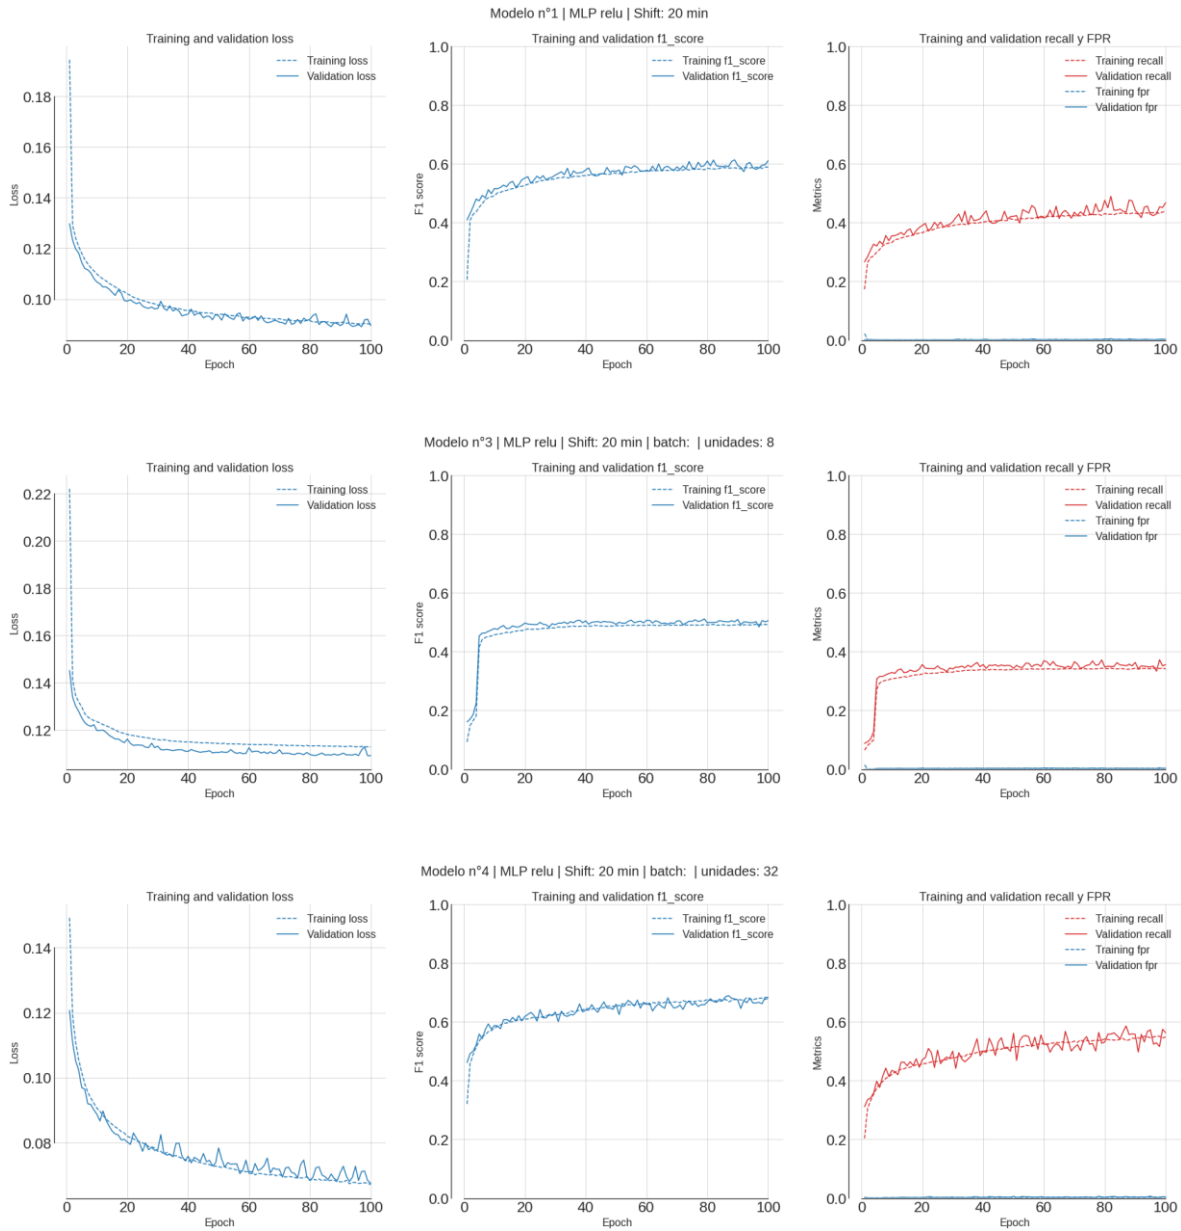 Modelo n°1 | MLP relu | Shift: 20 min
Training and validation loss
Training loss
Validation loss
0.18
0.16
0.14
0.12
0.10
Loss
0 20 40 60 80 100
Epoch
Training and validation f1_score
Training f1_score
Validation f1_score
1.0
0.8
0.6
0.4
0.2
0.0
F1 score
0 20 40 60 80 100
Epoch
Training and validation recall y FPR
Training recall
Validation recall
Training fpr
Validation fpr
1.0
0.8
0.6
0.4
0.2
0.0
Metrics
0 20 40 60 80 100
Epoch
Modelo n°3 | MLP relu | Shift: 20 min | batch: | unidades: 8
Training and validation loss
Training loss
Validation loss
0.22
0.20
0.18
0.16
0.14
0.12
Loss
0 20 40 60 80 100
Epoch
Training and validation f1_score
Training f1_score
Validation f1_score
1.0
0.8
0.6
0.4
0.2
0.0
F1 score
0 20 40 60 80 100
Epoch
Training and validation recall y FPR
Training recall
Validation recall
Training fpr
Validation fpr
1.0
0.8
0.6
0.4
0.2
0.0
Metrics
0 20 40 60 80 100
Epoch
Modelo n°4 | MLP relu | Shift: 20 min | batch: | unidades: 32
Training and validation loss
Training loss
Validation loss
0.14
0.12
0.10
0.08
Loss
0 20 40 60 80 100
Epoch
Training and validation f1_score
Training f1_score
Validation f1_score
1.0
0.8
0.6
0.4
0.2
0.0
F1 score
0 20 40 60 80 100
Epoch
Training and validation recall y FPR
Training recall
Validation recall
Training fpr
Validation fpr
1.0
0.8
0.6
0.4
0.2
0.0
Metrics
0 20 40 60 80 100
Epoch